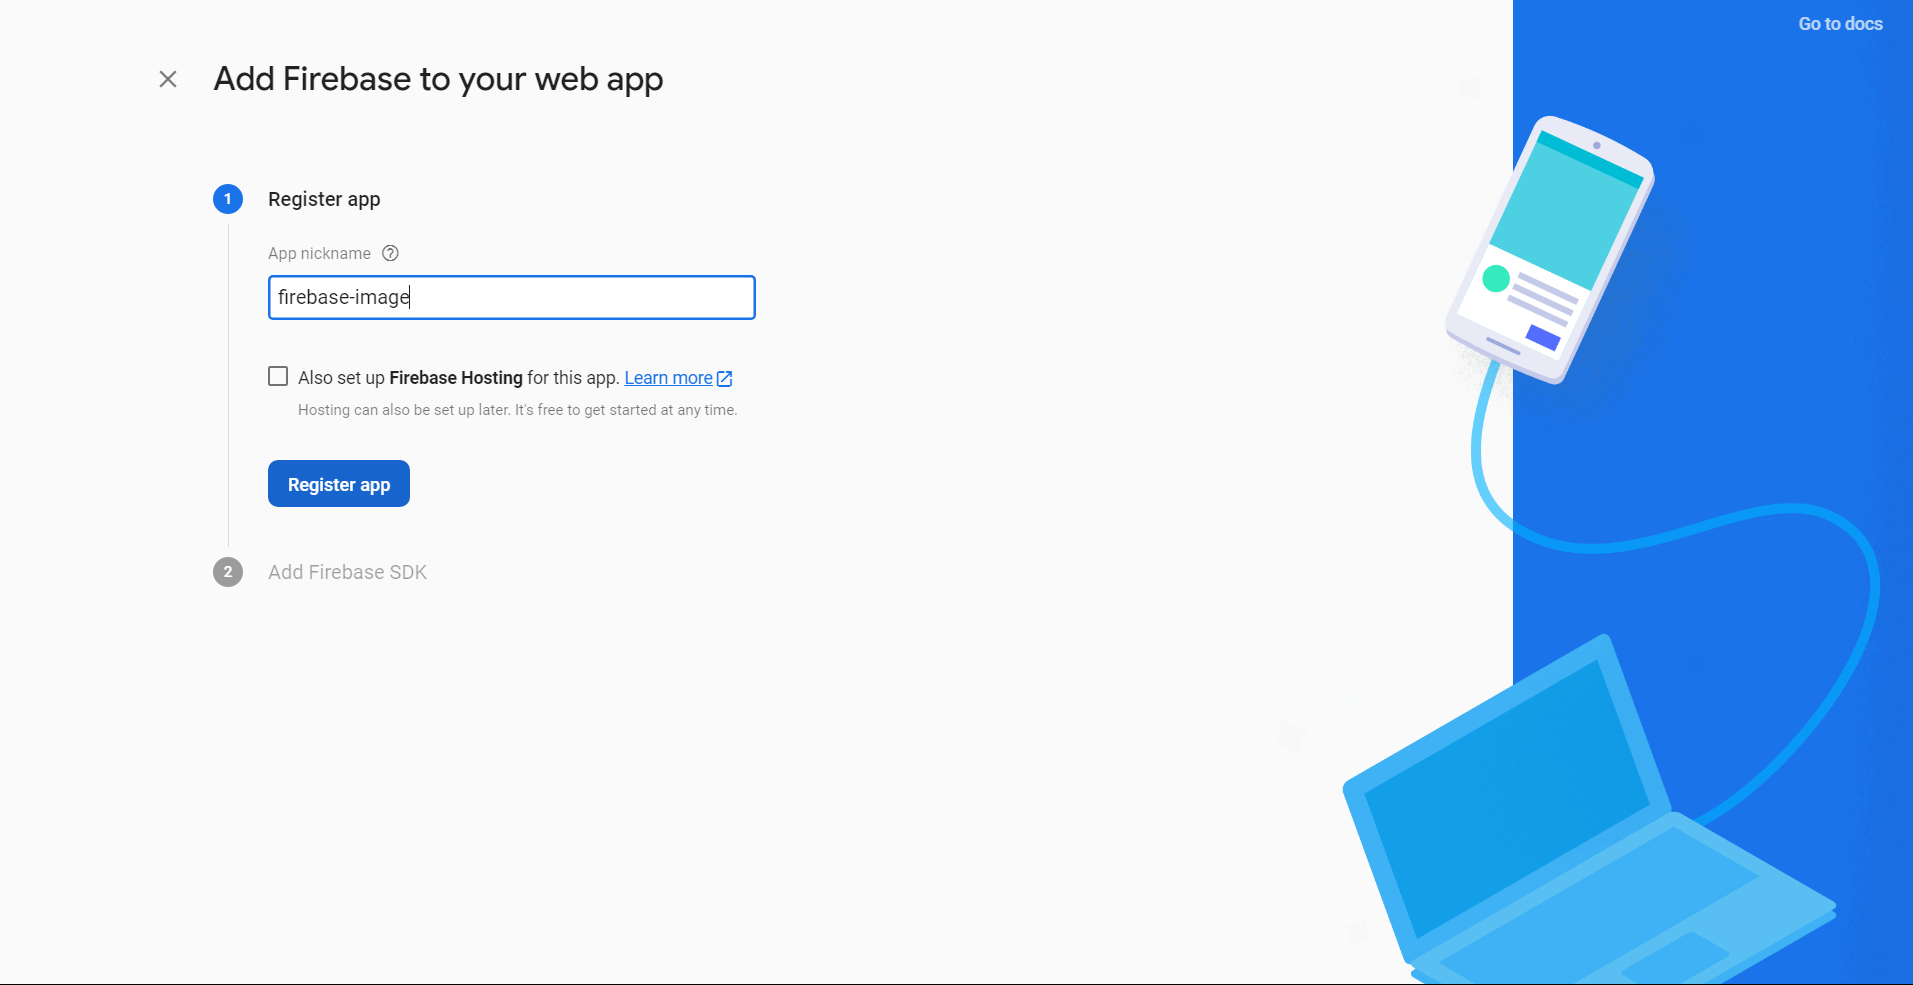 Go to docs
Add Firebase to your web app
1 Register app
App nickname ?
firebase-image
Also set up Firebase Hosting for this app. Learn more
Hosting can also be set up later. It's free to get started at any time.
Register app
2 Add Firebase SDK